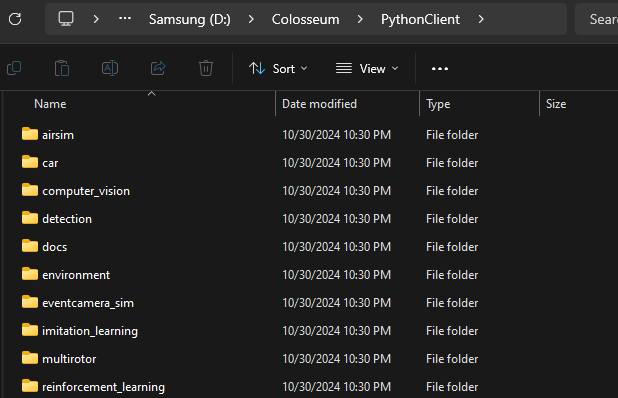 Samsung (D:) > Colosseum > PythonClient > Sear
Sort View
Name Date modified Type Size
airsim 10/30/2024 10:30 PM File folder
car 10/30/2024 10:30 PM File folder
computer_vision 10/30/2024 10:30 PM File folder
detection 10/30/2024 10:30 PM File folder
docs 10/30/2024 10:30 PM File folder
environment 10/30/2024 10:30 PM File folder
eventcamera_sim 10/30/2024 10:30 PM File folder
imitation_learning 10/30/2024 10:30 PM File folder
multirotor 10/30/2024 10:30 PM File folder
reinforcement_learning 10/30/2024 10:30 PM File folder